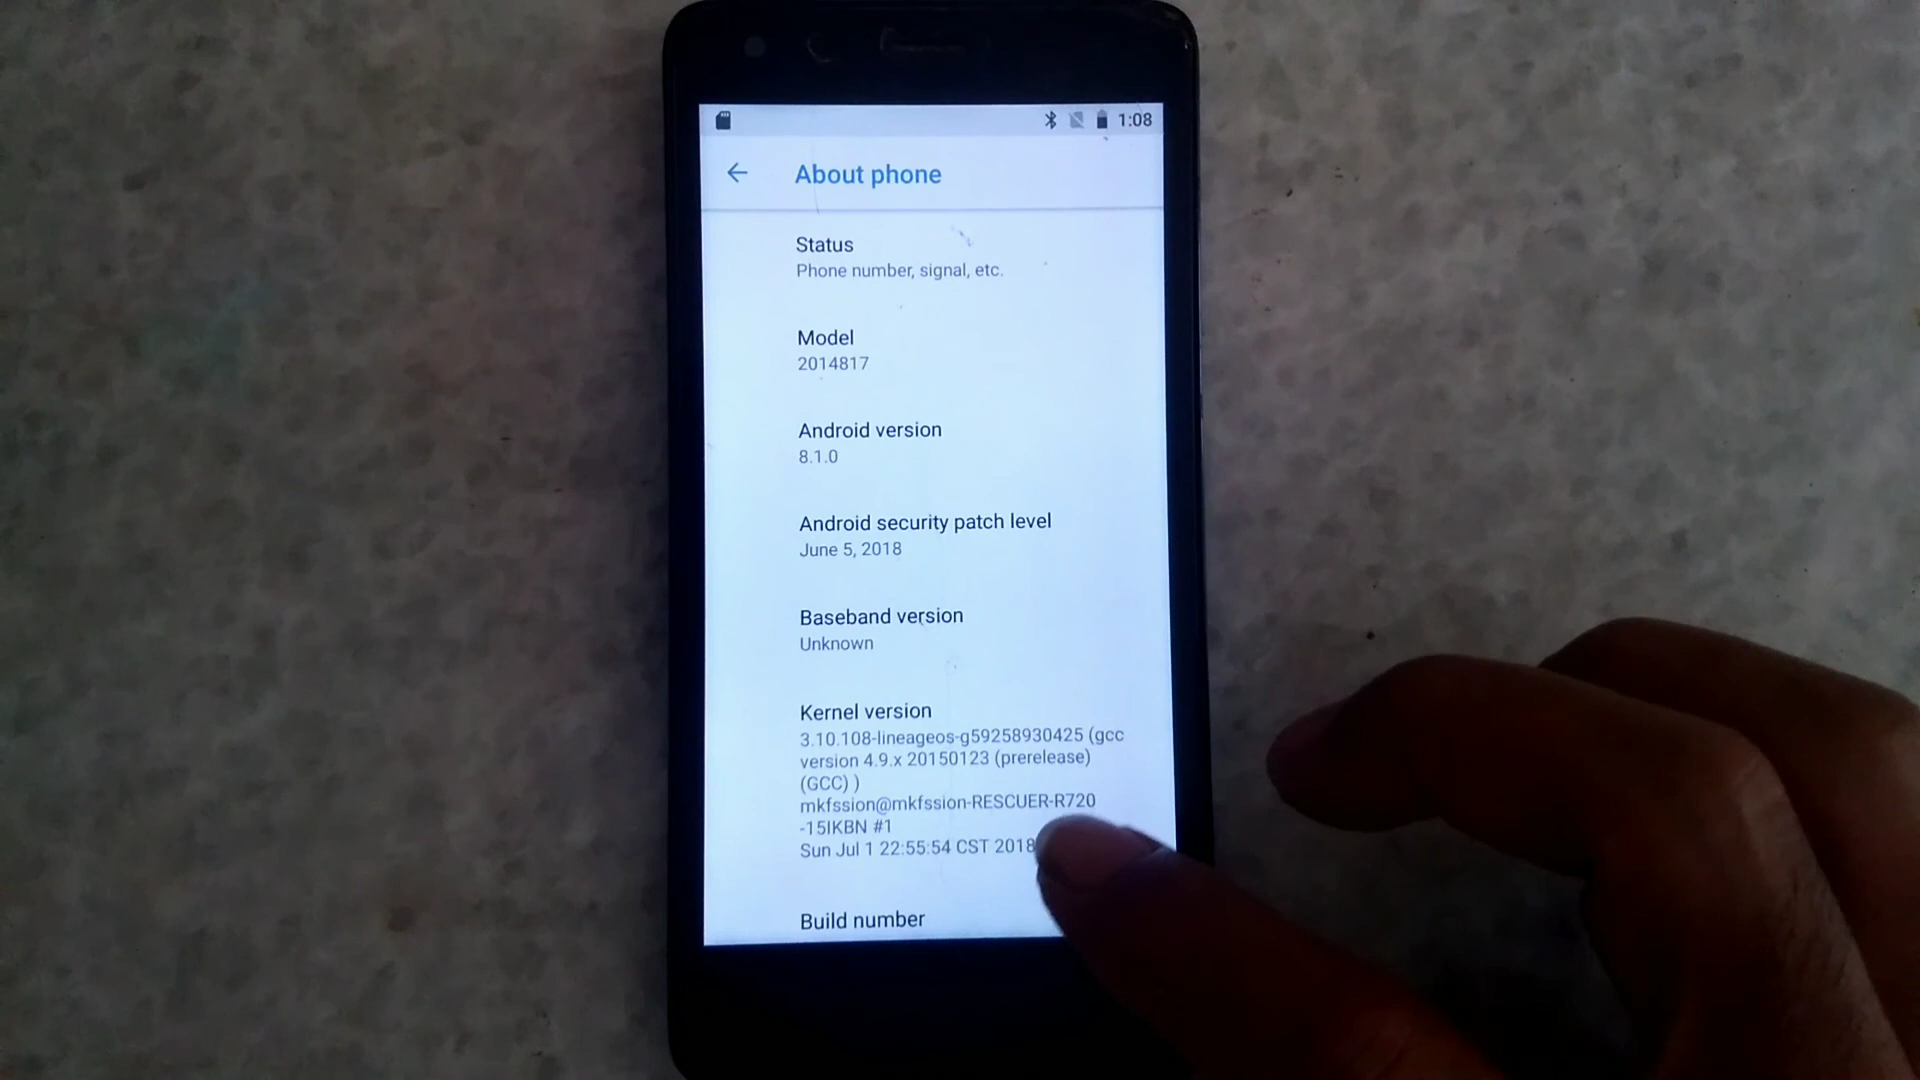 1:08
About phone
Status
Phone number, signal, etc.
Model
2014817
Android version
8.1.0
Android security patch level
June 5, 2018
Baseband version
Unknown
Kernel version
3.10.108-lineageos-g59258930425 (gcc
version 4.9.x 20150123 (prerelease)
(GCC) )
mkfssion@mkfssion-RESCUER-R720
-15IKBN #1
Sun Jul 1 22:55:54 CST 2018
Build number